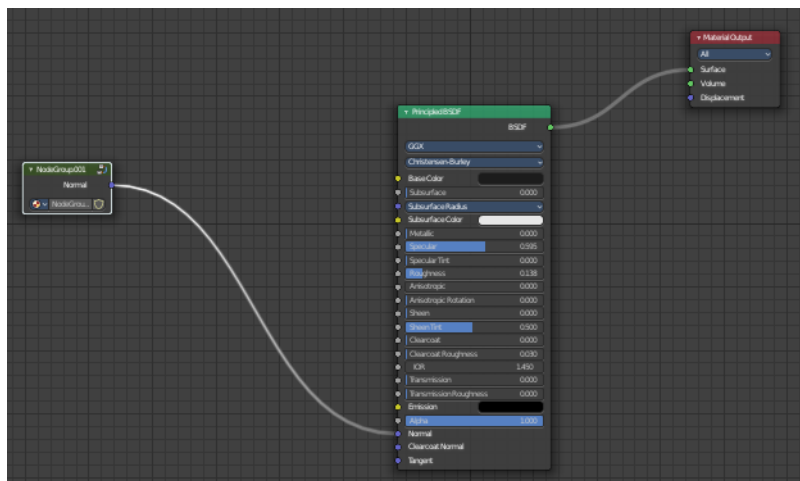 Material Output
All
Surface
Volume
Displacement
Principled BSDF
BSDF
GGX
Christensen-Burley
Base Color
Subsurface 0.000
Subsurface Radius
Subsurface Color
Metallic 0.000
Specular 0.595
Specular Tint 0.000
Roughness 0.138
Anisotropic 0.000
Anisotropic Rotation 0.000
Sheen 0.000
Sheen Tint 0.500
Clearcoat 0.000
Clearcoat Roughness 0.030
IOR 1.450
Transmission 0.000
Transmission Roughness 0.000
Emission
Alpha 1.000
Normal
Clearcoat Normal
Tangent
NodeGroup.001
Normal
NodeGrou...